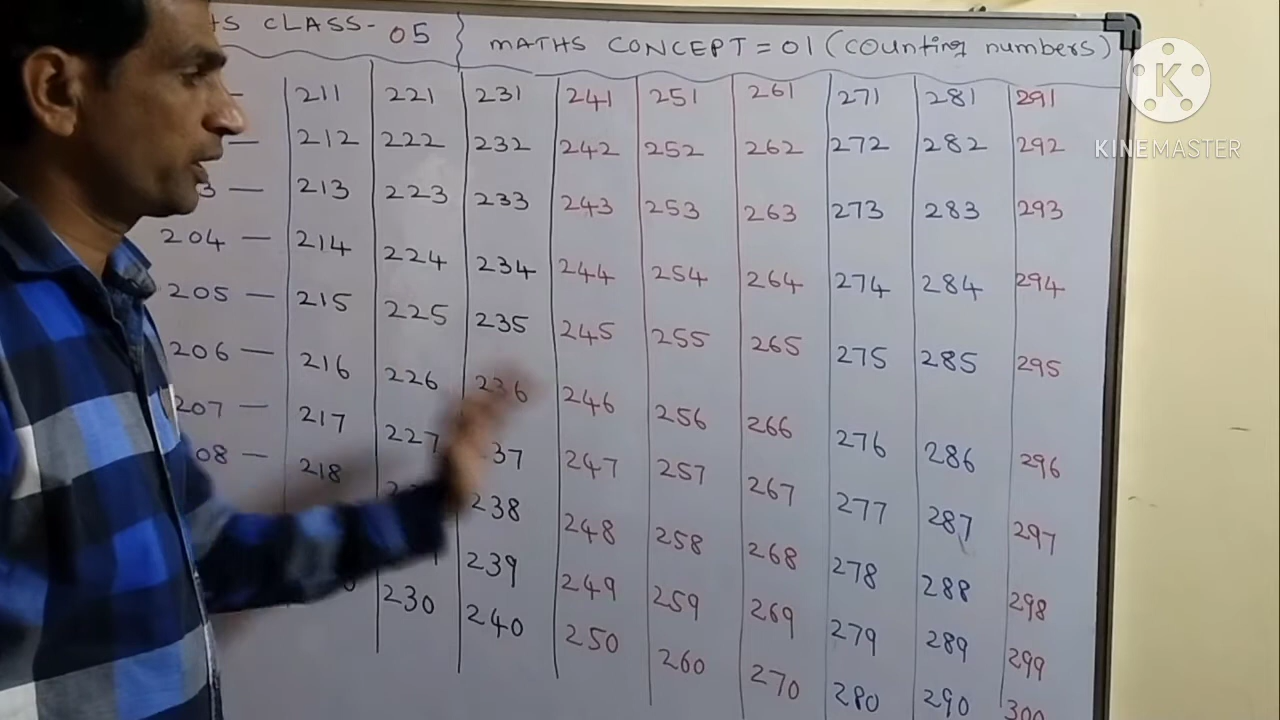 CLASS- 05 } MATHS CONCEPT = 01 (counting numbers)
211 221 231 241 251 261 271 281 291
212 222 232 242 252 262 272 282 292
213 223 233 243 253 263 273 283 293
204 — 214 224 234 244 254 264 274 284 294
205 — 215 225 235 245 255 265 275 285 295
206 — 216 226 236 246 256 266 276 286 296
207 — 217 227 237 247 257 267 277 287 297
218 238 248 258 268 278 288 298
239 249 259 269 279 289 299
230 240 250 260 270 280 290 300
K
KINEMASTER